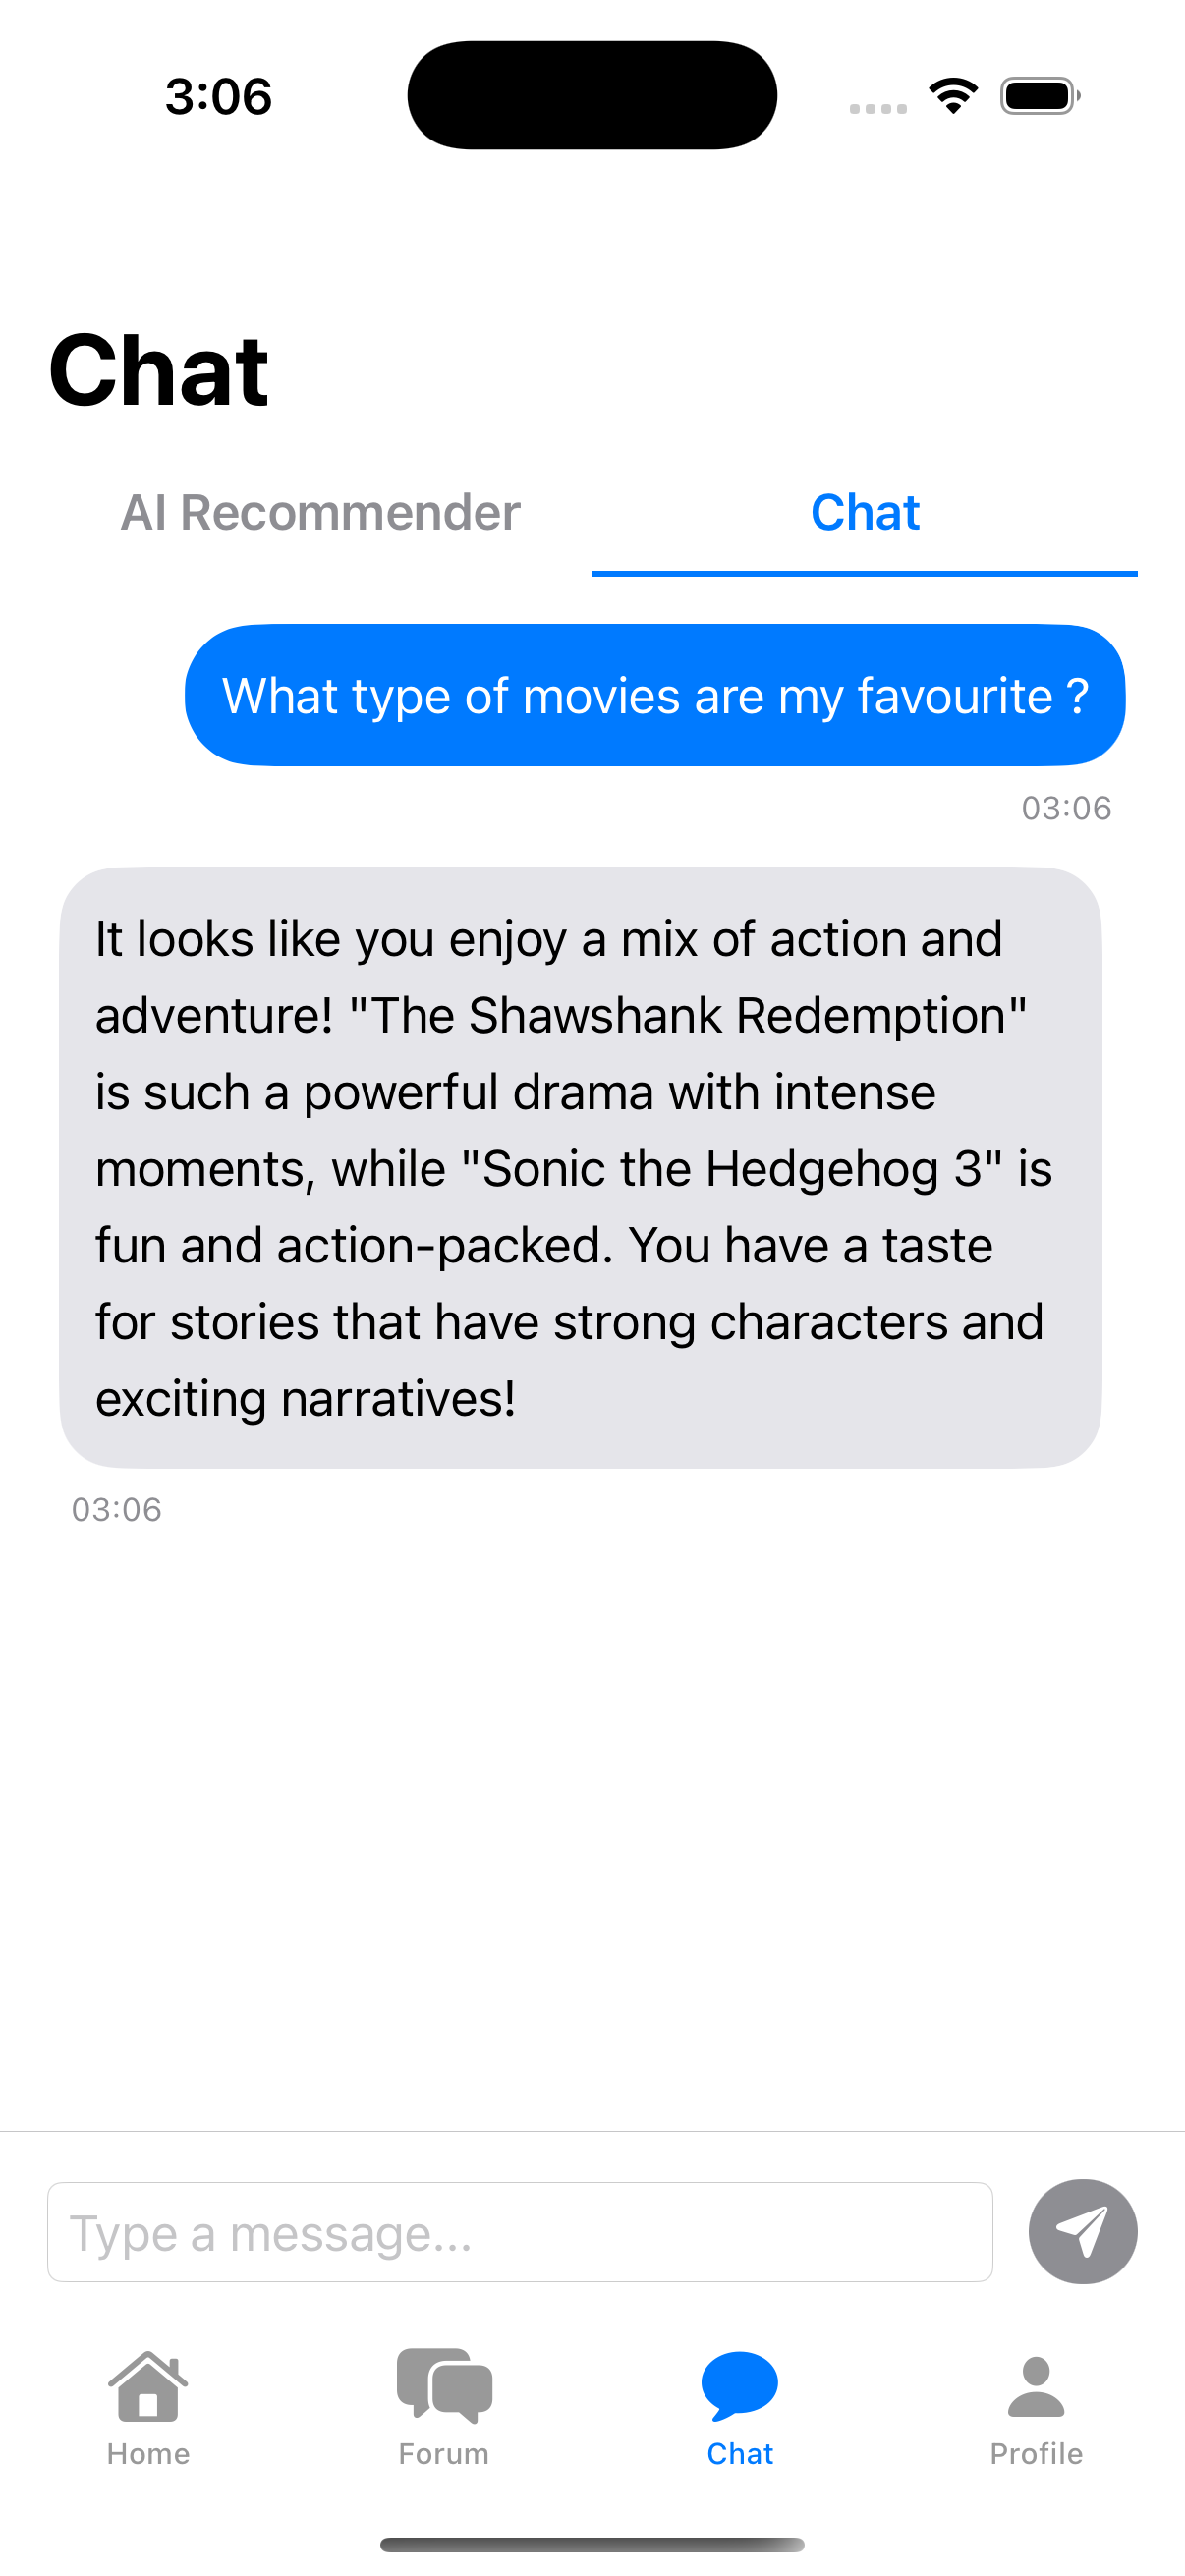 3:06
Chat
AI Recommender
Chat
What type of movies are my favourite ?
03:06
It looks like you enjoy a mix of action and
adventure! "The Shawshank Redemption"
is such a powerful drama with intense
moments, while "Sonic the Hedgehog 3" is
fun and action-packed. You have a taste
for stories that have strong characters and
exciting narratives!
03:06
Type a message...
Home
Forum
Chat
Profile